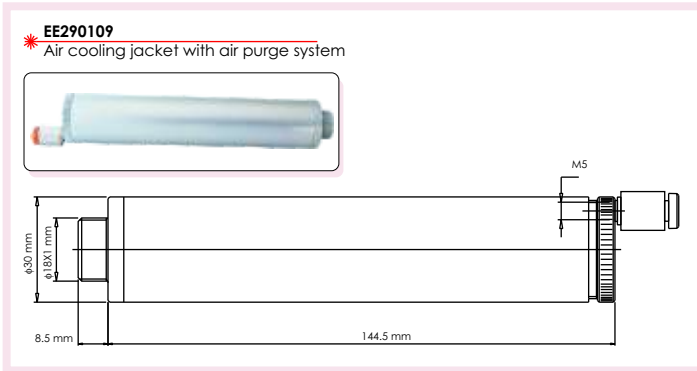 EE290109
Air cooling jacket with air purge system
M5
ϕ30 mm
ϕ18X1 mm
8.5 mm
144.5 mm